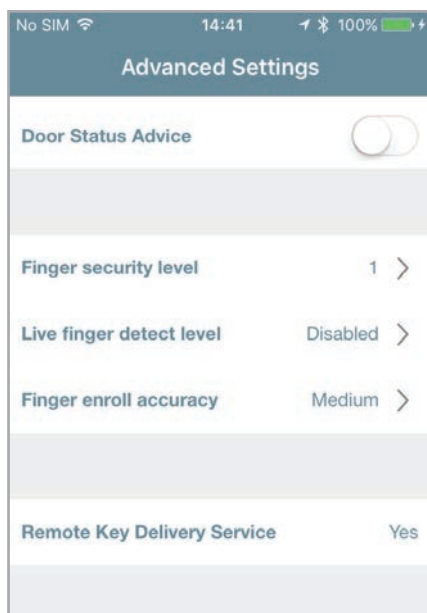 No SIM 14:41 100%
Advanced Settings
Door Status Advice
Finger security level 1
Live finger detect level Disabled
Finger enroll accuracy Medium
Remote Key Delivery Service Yes